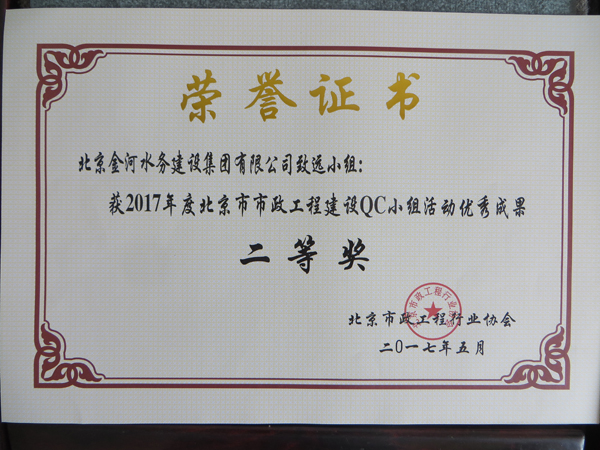 荣誉证书
北京金河水务建设集团有限公司致远小组:
获2017年度北京市市政工程建设QC小组活动优秀成果
二等奖
北京市政工程行业协会
二〇一七年五月